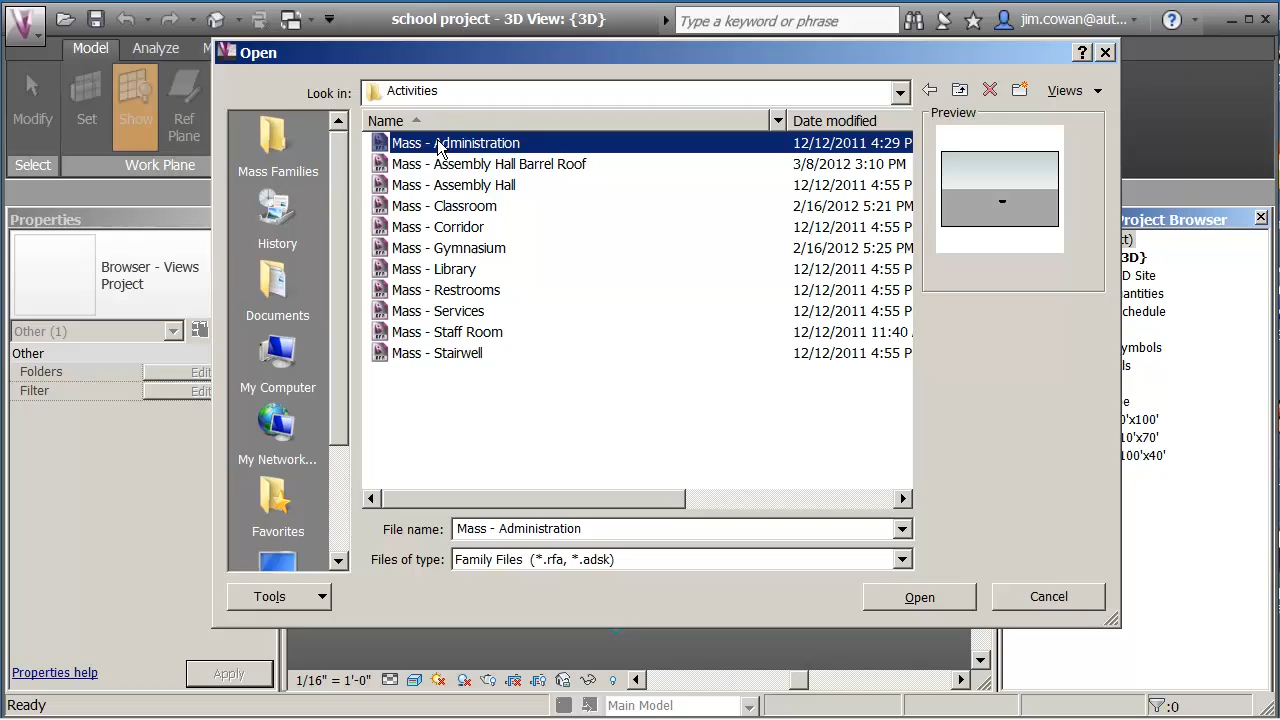 school project - 3D View: {3D}
Type a keyword or phrase
jim.cowan@aut...
Model
Analyze
M
Modify
Set
Show
Ref
Plane
Select
Work Plane
Properties
Browser - Views
Project
Other (1)
Other
Folders
Edit
Filter
Edit
Properties help
Apply
Open
Look in:
Activities
Views
Name
Date modified
Mass - Administration
12/12/2011 4:29 P
Mass - Assembly Hall Barrel Roof
3/8/2012 3:10 PM
Mass - Assembly Hall
12/12/2011 4:55 P
Mass - Classroom
2/16/2012 5:21 PM
Mass - Corridor
12/12/2011 4:55 P
Mass - Gymnasium
2/16/2012 5:25 PM
Mass - Library
12/12/2011 4:55 P
Mass - Restrooms
12/12/2011 4:55 P
Mass - Services
12/12/2011 4:55 P
Mass - Staff Room
12/12/2011 11:40
Mass - Stairwell
12/12/2011 4:55 P
Mass Families
History
Documents
My Computer
My Network...
Favorites
Preview
File name:
Mass - Administration
Files of type:
Family Files (*.rfa, *.adsk)
Tools
Open
Cancel
Project Browser
ct)
3D}
D Site
antities
chedule
ymbols
ls
e
0'x100'
10'x70'
100'x40'
1/16" = 1'-0"
Ready
Main Model
:0